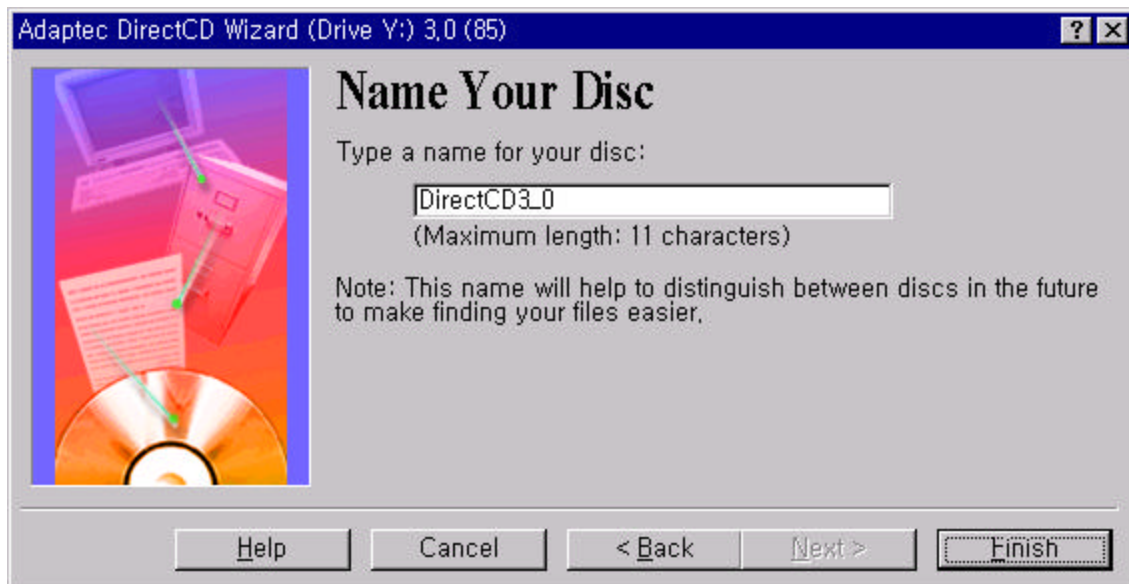 Adaptec DirectCD Wizard (Drive Y:) 3,0 (85)
Name Your Disc
Type a name for your disc:
DirectCD3_0
(Maximum length: 11 characters)
Note: This name will help to distinguish between discs in the future
to make finding your files easier,
Help Cancel < Back Next > Finish